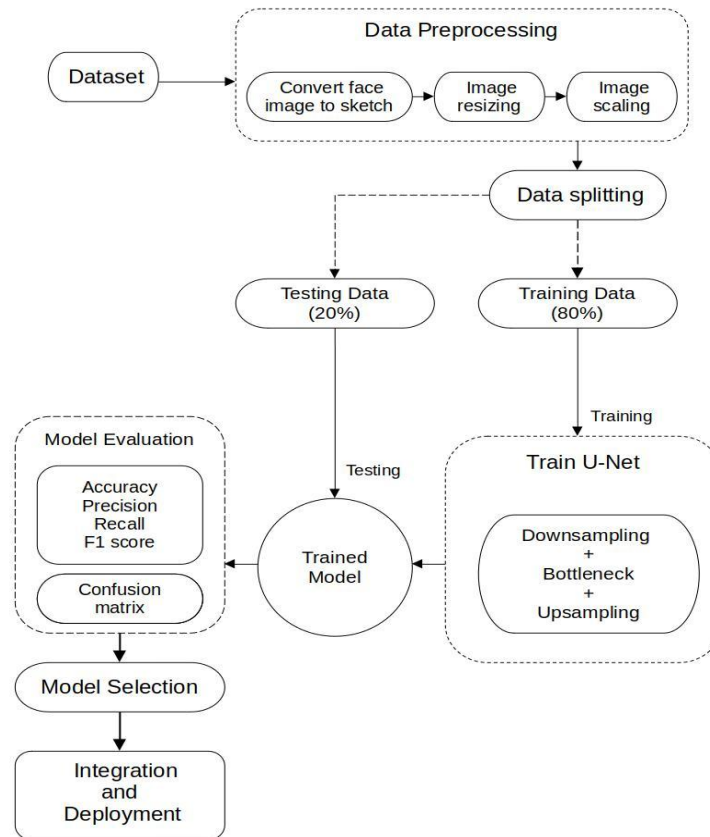 Data Preprocessing
Dataset
Convert face
image to sketch
Image
resizing
Image
scaling
Data splitting
Testing Data
(20%)
Training Data
(80%)
Training
Testing
Model Evaluation
Accuracy
Precision
Recall
F1 score
Confusion
matrix
Trained
Model
Train U-Net
Downsampling
+
Bottleneck
+
Upsampling
Model Selection
Integration
and
Deployment